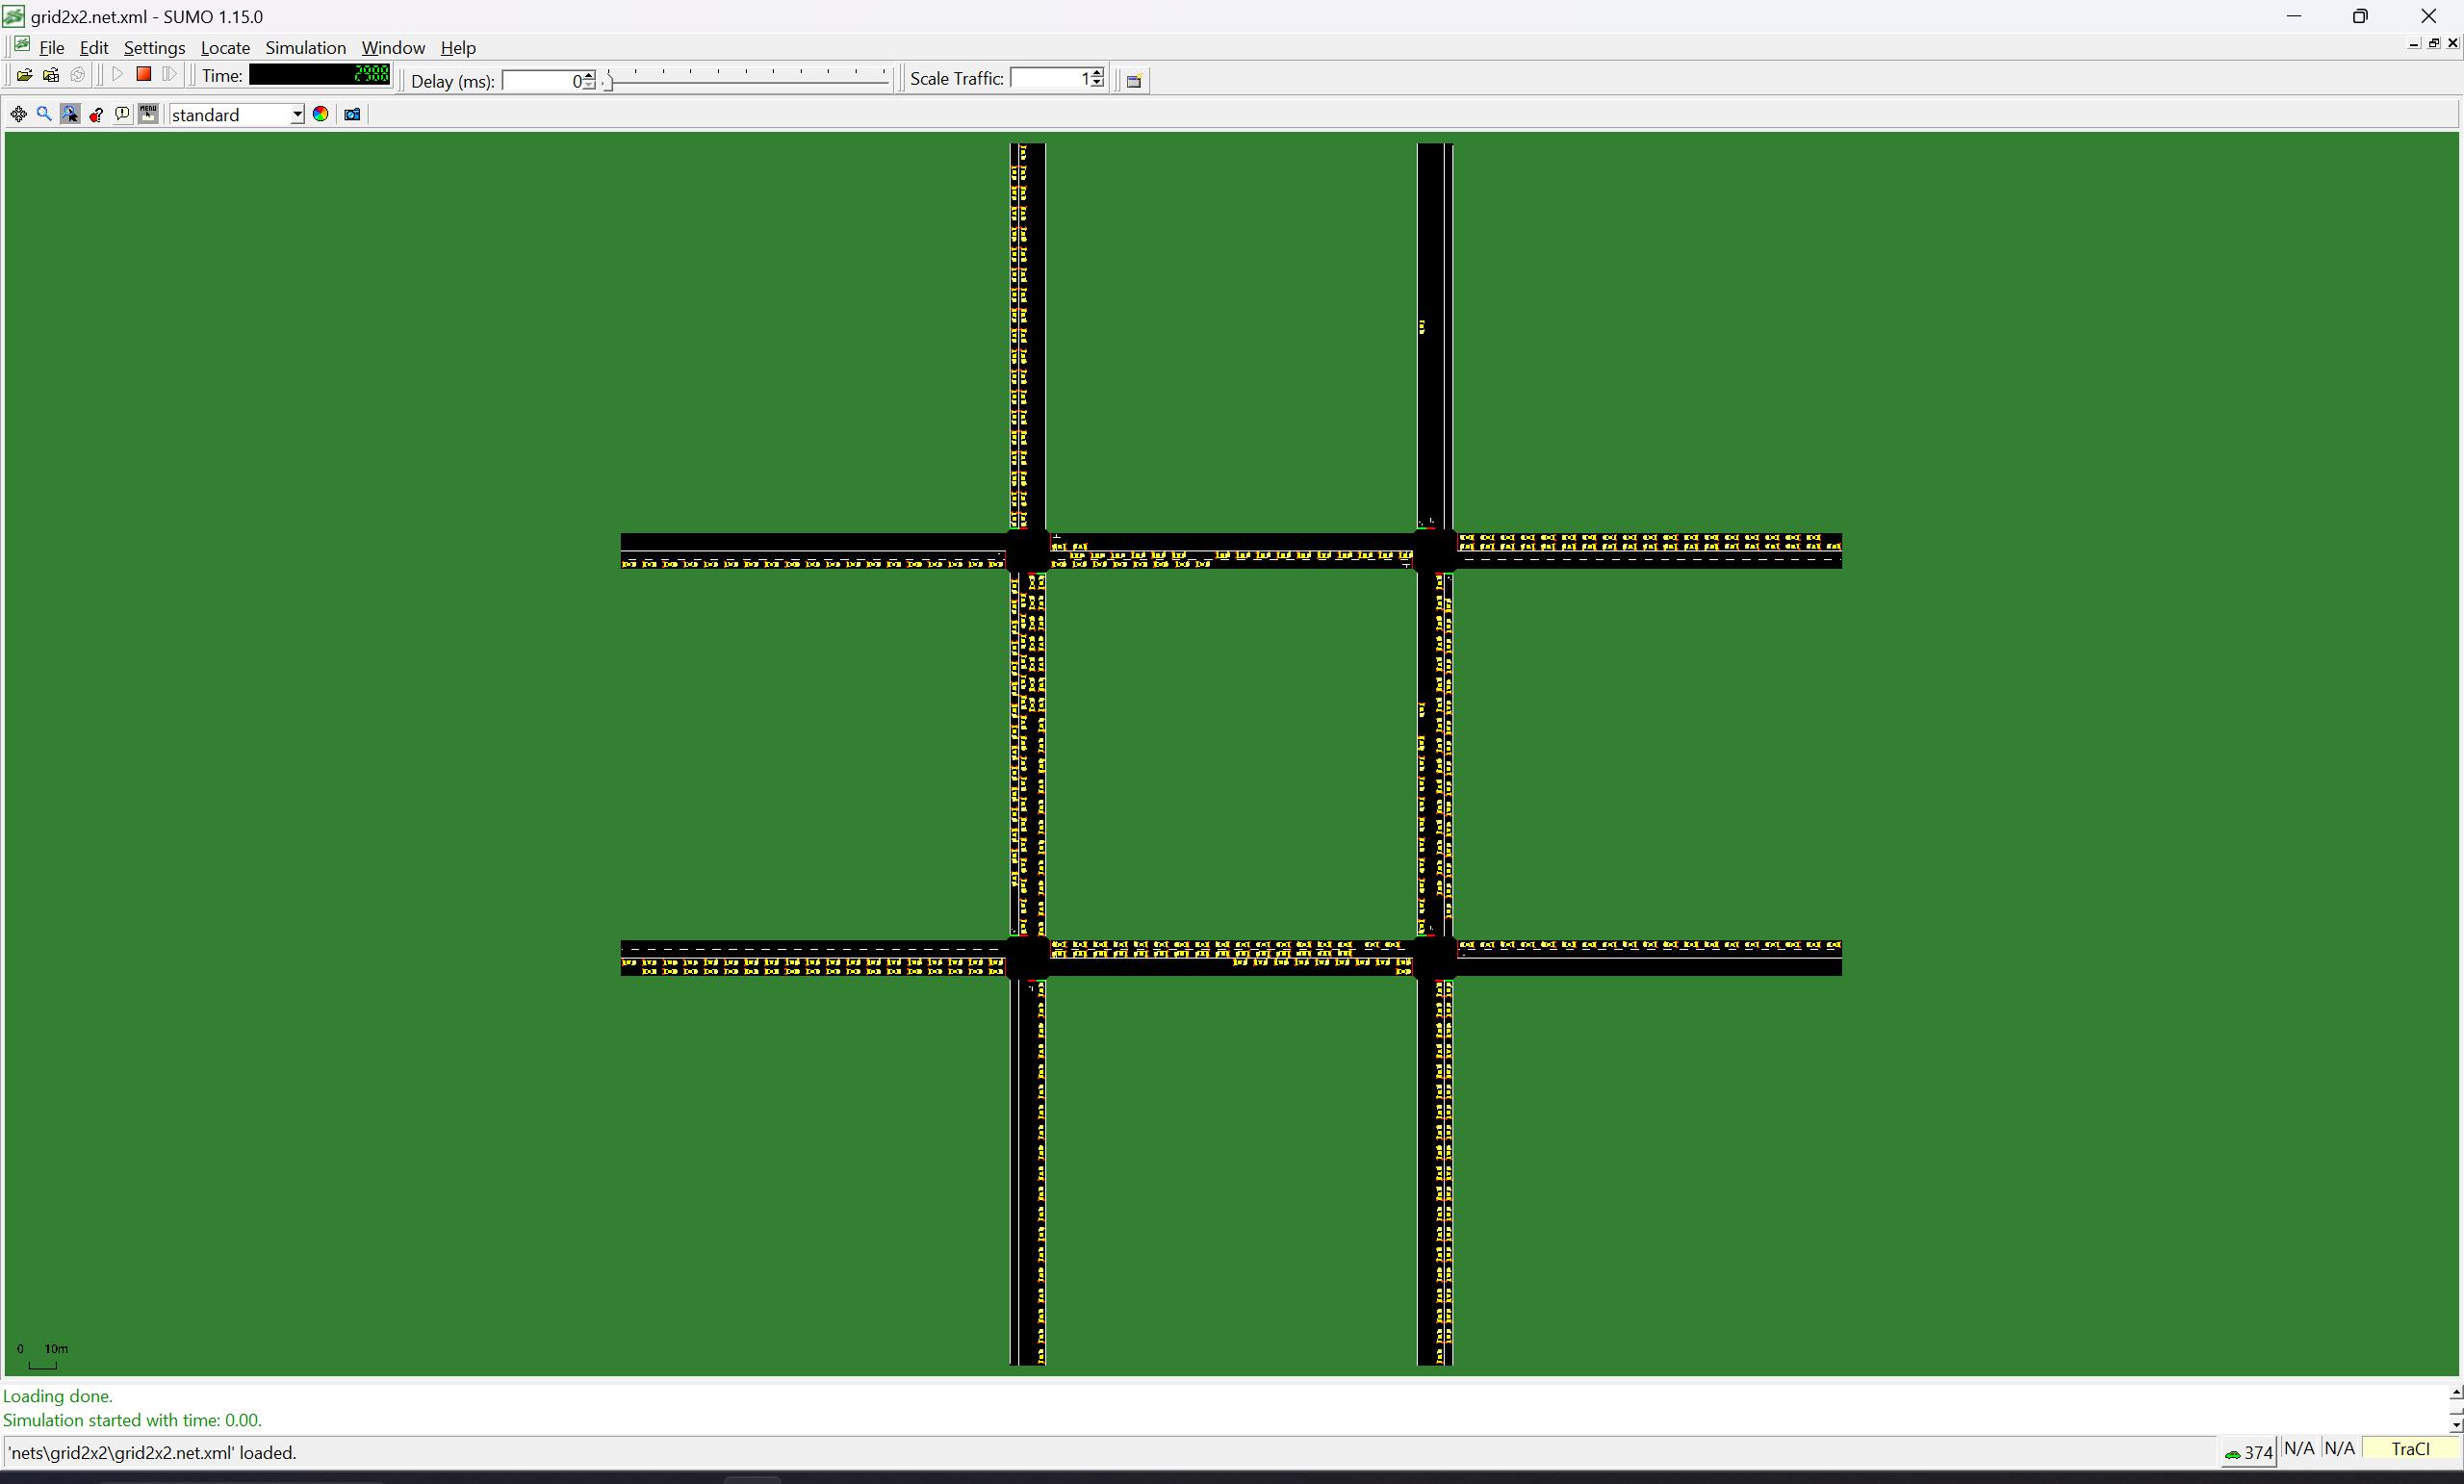 grid2x2.net.xml - SUMO 1.15.0
File Edit Settings Locate Simulation Window Help
Time: 2988 Delay (ms): 0 Scale Traffic: 1
MENU standard
0 10m
Loading done.
Simulation started with time: 0.00.
'nets\grid2x2\grid2x2.net.xml' loaded. 374 N/A N/A TraCI